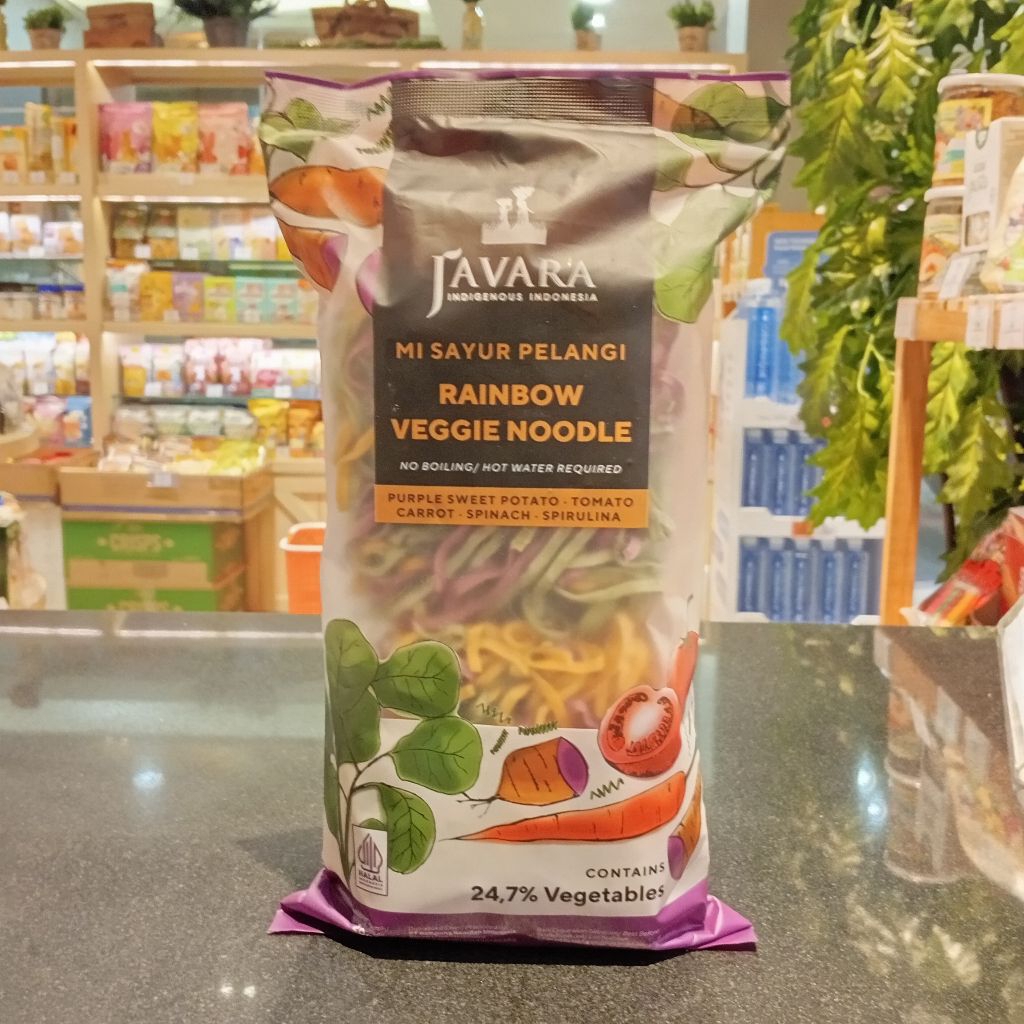 JAVARA
INDIGENOUS INDONESIA
MI SAYUR PELANGI
RAINBOW
VEGGIE NOODLE
NO BOILING/ HOT WATER REQUIRED
PURPLE SWEET POTATO - TOMATO
CARROT - SPINACH - SPIRULINA
HALAL
CONTAINS
24,7% Vegetables